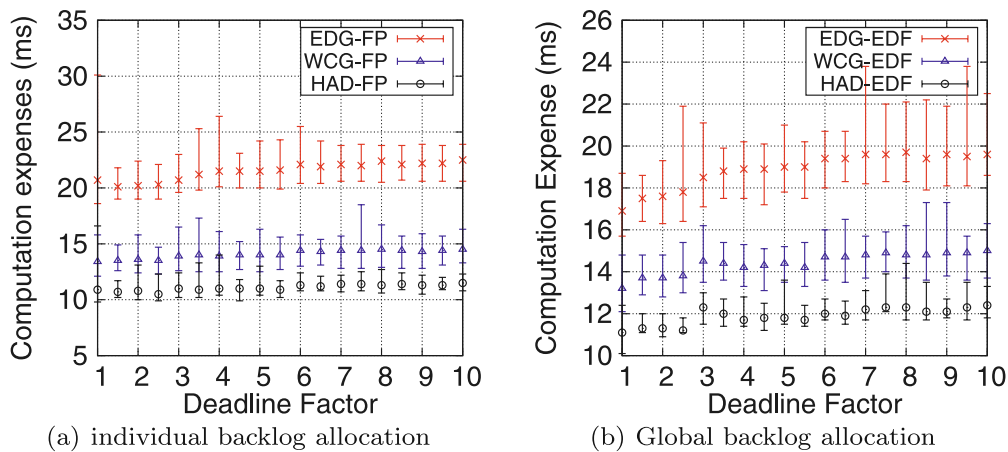 Computation expenses (ms)
35
30
25
20
15
10
5
EDG-FP
WCG-FP
HAD-FP
1 2 3 4 5 6 7 8 9 10
Deadline Factor
(a) individual backlog allocation
Computation Expense (ms)
26
24
22
20
18
16
14
12
10
EDG-EDF
WCG-EDF
HAD-EDF
1 2 3 4 5 6 7 8 9 10
Deadline Factor
(b) Global backlog allocation